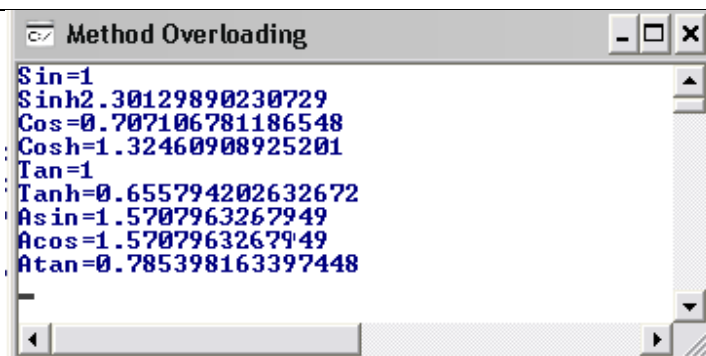 Method Overloading
Sin=1
Sinh2.30129890230729
Cos=0.707106781186548
Cosh=1.32460908925201
Tan=1
Tanh=0.655794202632672
Asin=1.5707963267949
Acos=1.5707963267949
Atan=0.785398163397448